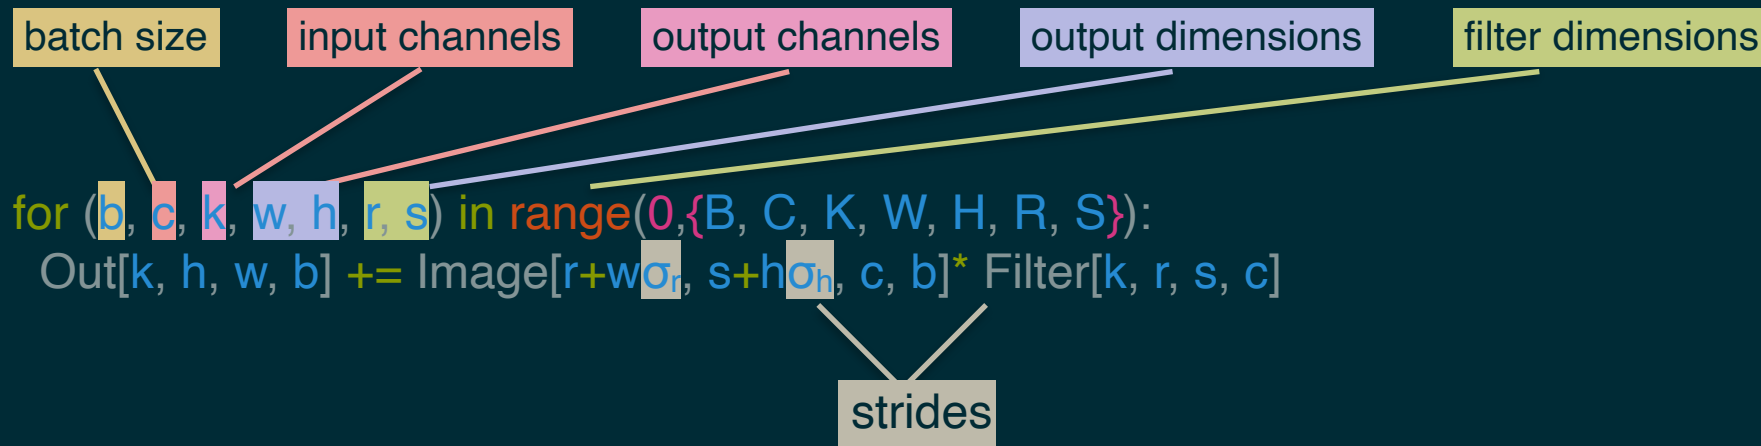 batch size input channels output channels output dimensions filter dimensions
for (b, c, k, w, h, r, s) in range(0,{B, C, K, W, H, R, S}):
Out[k, h, w, b] += Image[r+wσr, s+hσh, c, b]* Filter[k, r, s, c]
strides